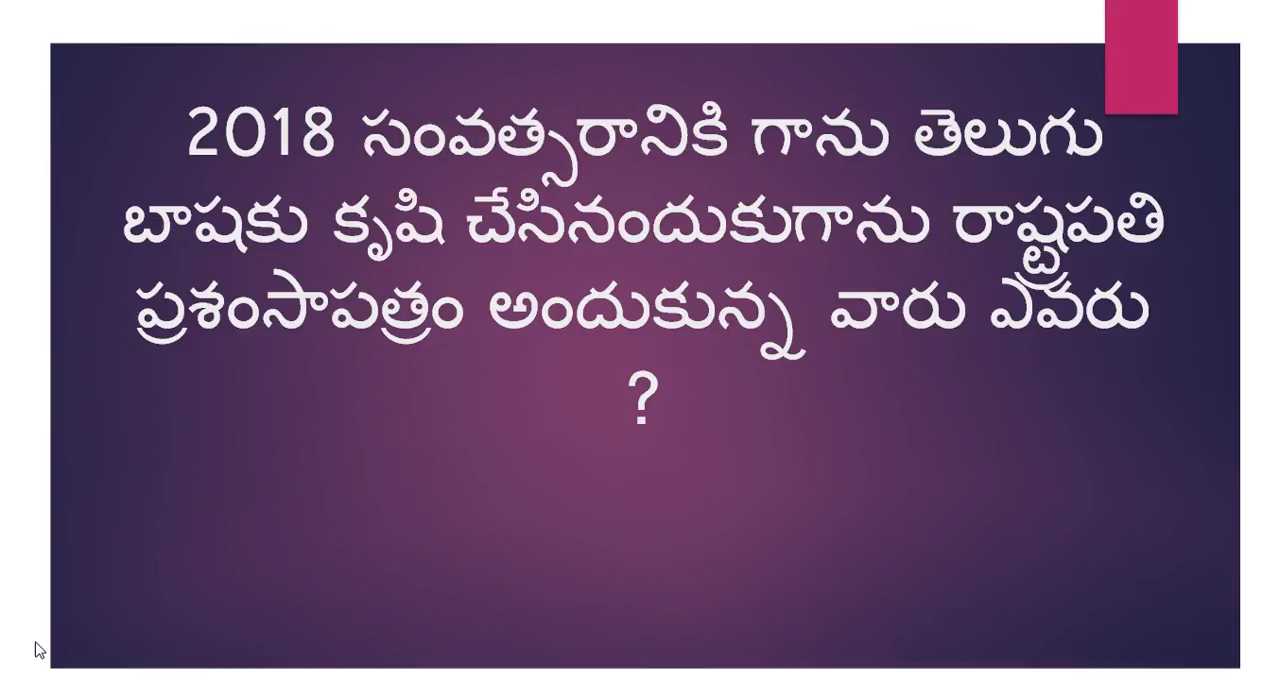 2018 సంవత్సరానికి గాను తెలుగు
బాషకు కృషి చేసినందుకుగాను రాష్ట్రపతి
ప్రశంసాపత్రం అందుకున్న వారు ఎవరు
?